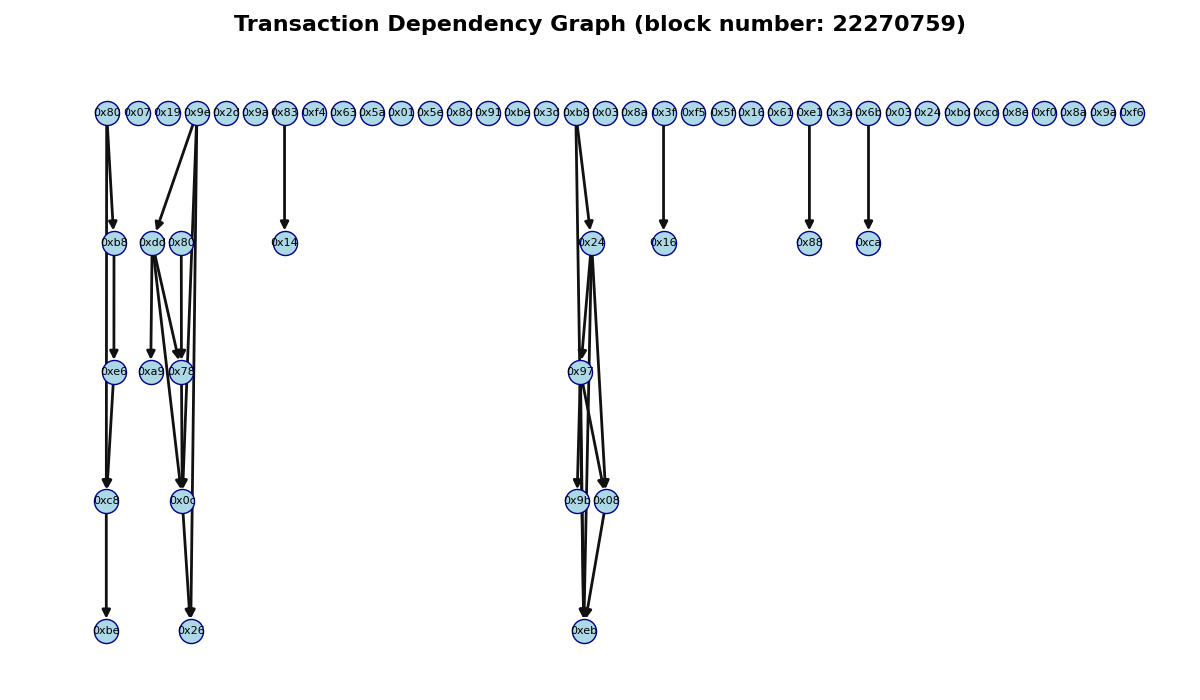 Transaction Dependency Graph (block number: 22270759)
0x80 0x07 0x19 0x9e 0x2d 0x9a 0x83 0xf4 0x63 0x5a 0x01 0x5e 0x8d 0x91 0xbe 0x3d 0xb8 0x03 0x8a 0x3f 0xf5 0x5f 0x16 0x61 0xe1 0x3a 0x6b 0x03 0x24 0xbd 0xcd 0x8e 0xf0 0x8a 0x9a 0xf6
0xb8 0xdd 0x80 0x14 0x24 0x16 0x88 0xca
0xe6 0xa9 0x78 0x97
0xc8 0x0c 0x9b 0x08
0xbe 0x26 0xeb